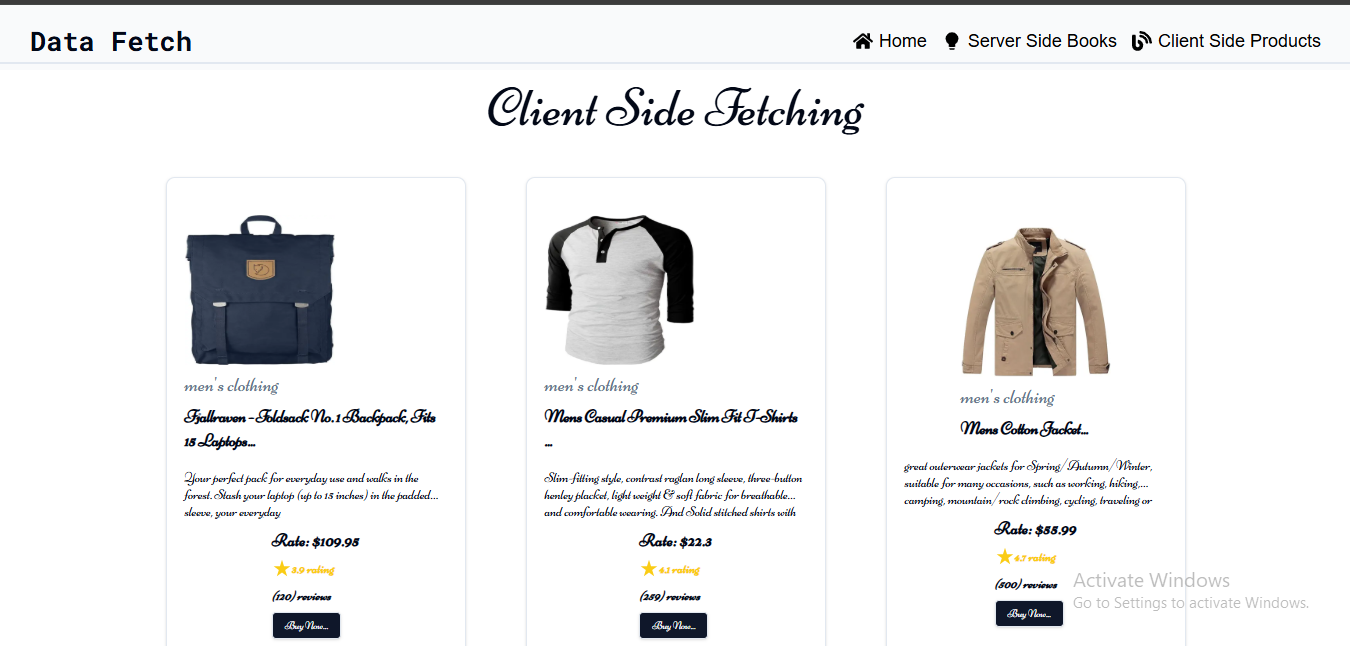 Data Fetch
Home
Server Side Books
Client Side Products
Client Side Fetching
men's clothing
Fjallraven - Foldsack No. 1 Backpack, Fits
15 Laptops...
Your perfect pack for everyday use and walks in the
forest. Stash your laptop (up to 15 inches) in the padded...
sleeve, your everyday
Rate: $109.95
3.9 rating
(120) reviews
Buy Now...
men's clothing
Mens Casual Premium Slim Fit T-Shirts
...
Slim-fitting style, contrast raglan long sleeve, three-button
henley placket, light weight & soft fabric for breathable...
and comfortable wearing. And Solid stitched shirts with
Rate: $22.3
4.1 rating
(259) reviews
Buy Now...
men's clothing
Mens Cotton Jacket...
great outerwear jackets for Spring/Autumn/Winter,
suitable for many occasions, such as working, hiking,...
camping, mountain/rock climbing, cycling, traveling or
Rate: $55.99
4.7 rating
(500) reviews
Buy Now...
Activate Windows
Go to Settings to activate Windows.